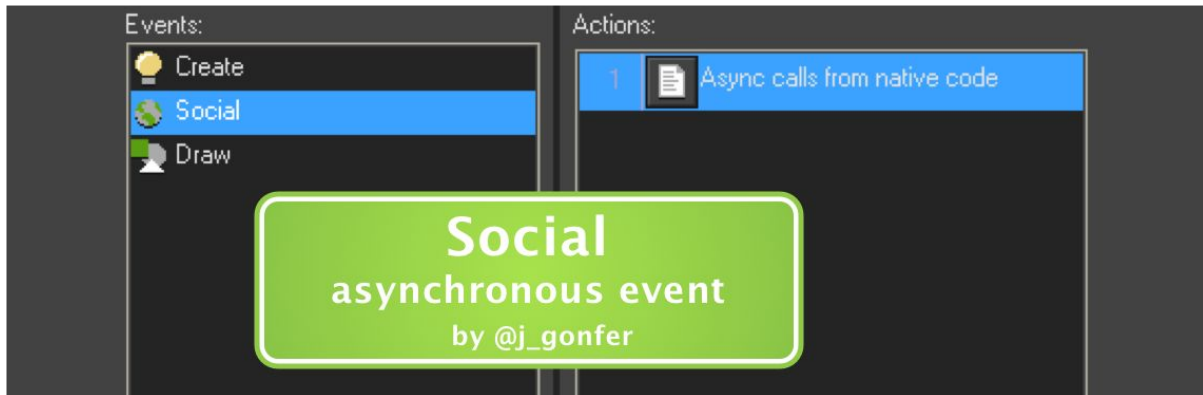 Events:
Actions:
Create
1 Async calls from native code
Social
Draw
Social
asynchronous event
by @j_gonfer